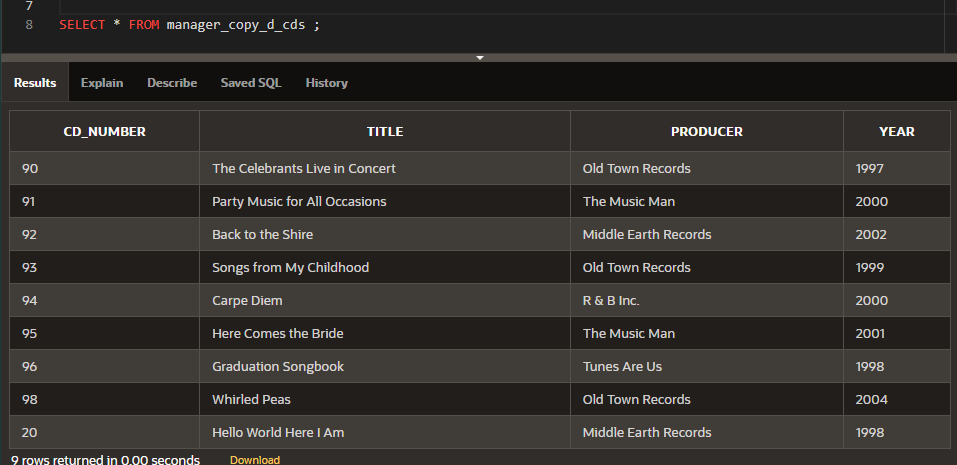 7
8 SELECT * FROM manager_copy_d_cds ;
Results Explain Describe Saved SQL History
CD_NUMBER TITLE PRODUCER YEAR
90 The Celebrants Live in Concert Old Town Records 1997
91 Party Music for All Occasions The Music Man 2000
92 Back to the Shire Middle Earth Records 2002
93 Songs from My Childhood Old Town Records 1999
94 Carpe Diem R & B Inc. 2000
95 Here Comes the Bride The Music Man 2001
96 Graduation Songbook Tunes Are Us 1998
98 Whirled Peas Old Town Records 2004
20 Hello World Here I Am Middle Earth Records 1998
9 rows returned in 0.00 seconds Download